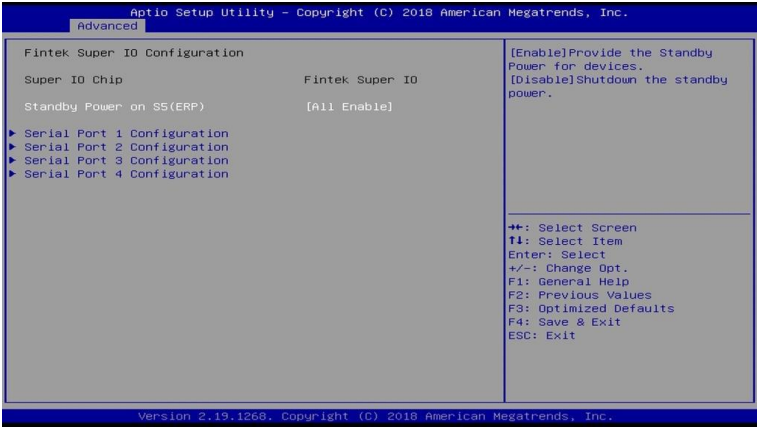 Aptio Setup Utility – Copyright (C) 2018 American Megatrends, Inc.
Advanced
Fintek Super IO Configuration
Super IO Chip Fintek Super IO
Standby Power on S5(ERP) [All Enable]
▶ Serial Port 1 Configuration
▶ Serial Port 2 Configuration
▶ Serial Port 3 Configuration
▶ Serial Port 4 Configuration
[Enable]Provide the Standby
Power for devices.
[Disable]Shutdown the standby
power.
→←: Select Screen
↑↓: Select Item
Enter: Select
+/-: Change Opt.
F1: General Help
F2: Previous Values
F3: Optimized Defaults
F4: Save & Exit
ESC: Exit
Version 2.19.1268. Copyright (C) 2018 American Megatrends, Inc.